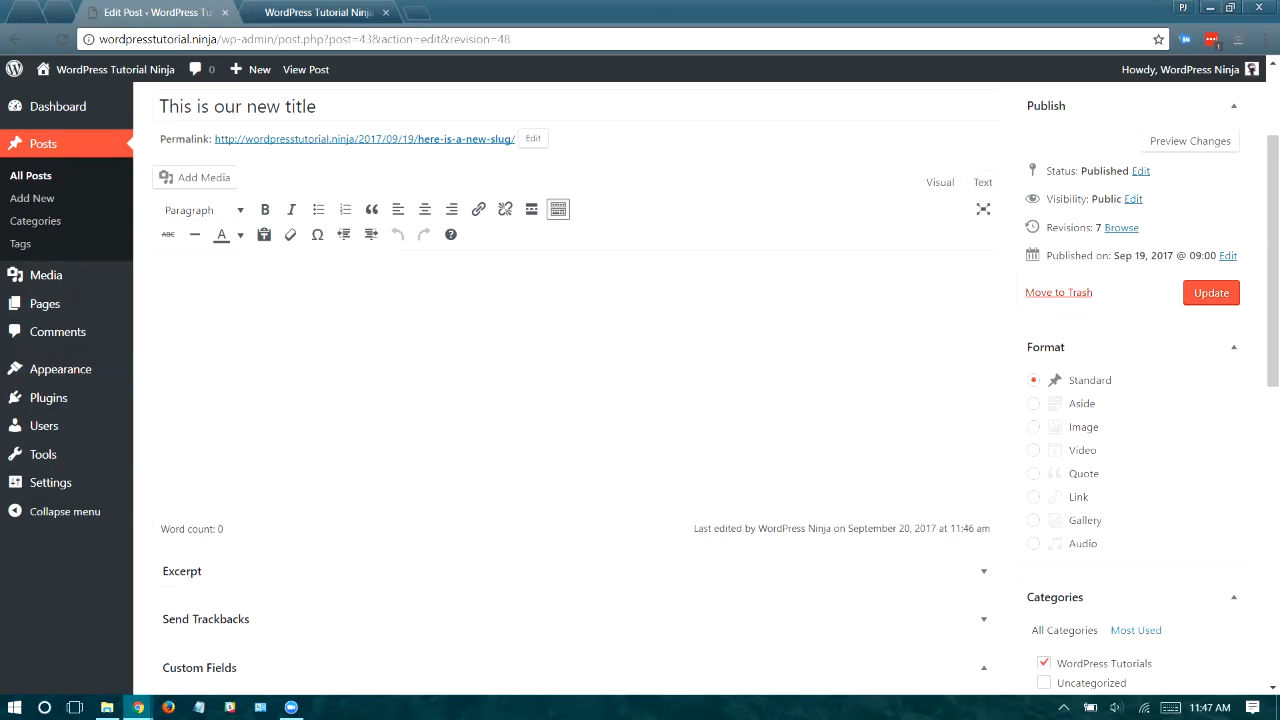 Edit Post ‹ WordPress Tu
WordPress Tutorial Ninja
PJ
wordpresstutorial.ninja/wp-admin/post.php?post=43&action=edit&revision=48
WordPress Tutorial Ninja
0
New
View Post
Howdy, WordPress Ninja
Dashboard
Posts
All Posts
Add New
Categories
Tags
Media
Pages
Comments
Appearance
Plugins
Users
Tools
Settings
Collapse menu
This is our new title
Permalink: http://wordpresstutorial.ninja/2017/09/19/here-is-a-new-slug/ Edit
Add Media
Visual Text
Paragraph
B I
ABC A
Word count: 0
Last edited by WordPress Ninja on September 20, 2017 at 11:46 am
Excerpt
Send Trackbacks
Custom Fields
Publish
Preview Changes
Status: Published Edit
Visibility: Public Edit
Revisions: 7 Browse
Published on: Sep 19, 2017 @ 09:00 Edit
Move to Trash
Update
Format
Standard
Aside
Image
Video
Quote
Link
Gallery
Audio
Categories
All Categories Most Used
WordPress Tutorials
Uncategorized
11:47 AM